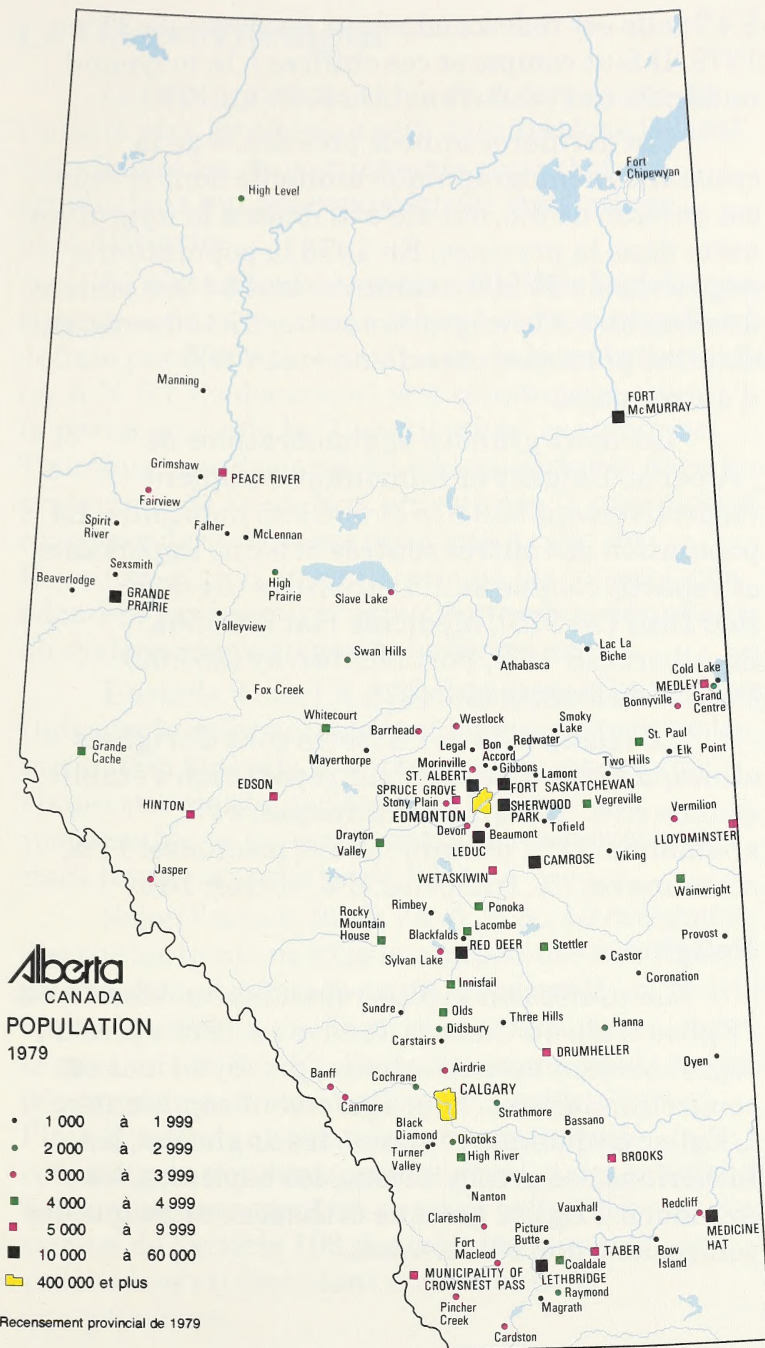 Fort
Chipewyan
High Level
Manning
FORT
McMURRAY
Grimshaw
PEACE RIVER
Fairview
Spirit
River
Falher
McLennan
Sexsmith
Beaverlodge
GRANDE
PRAIRIE
High
Prairie
Slave Lake
Valleyview
Lac La
Biche
Swan Hills
Athabasca
Cold Lake
MEDLEY
Bonnyville
Grand
Centre
Fox Creek
Whitecourt
Barrhead
Westlock
Smoky
Lake
St. Paul
Grande
Cache
Mayerthorpe
Legal
Bon
Accord
Redwater
Elk Point
Morinville
Gibbons
Two Hills
ST. ALBERT
Lamont
FORT SASKATCHEWAN
EDSON
SPRUCE GROVE
Stony Plain
SHERWOOD
PARK
Vegreville
HINTON
EDMONTON
Devon
Beaumont
Tofield
Vermilion
LLOYDMINSTER
Drayton
Valley
LEDUC
CAMROSE
Viking
Jasper
WETASKIWIN
Wainwright
Rimbey
Ponoka
Rocky
Mountain
House
Lacombe
Blackfalds
RED DEER
Stettler
Provost
Sylvan Lake
Castor
Coronation
Alberta
CANADA
POPULATION
1979
Innisfail
Sundre
Olds
Didsbury
Three Hills
Hanna
Carstairs
DRUMHELLER
Oyen
Banff
Cochrane
Airdrie
Canmore
CALGARY
Strathmore
Black
Diamond
Bassano
Turner
Valley
Okotoks
High River
BROOKS
Nanton
Vulcan
Claresholm
Vauxhall
Redcliff
MEDICINE
HAT
Picture
Butte
Fort
Macleod
TABER
Bow
Island
Coaldale
MUNICIPALITY OF
CROWSNEST PASS
LETHBRIDGE
Raymond
Magrath
Pincher
Creek
Cardston
1 000 à 1 999
2 000 à 2 999
3 000 à 3 999
4 000 à 4 999
5 000 à 9 999
10 000 à 60 000
400 000 et plus
Recensement provincial de 1979